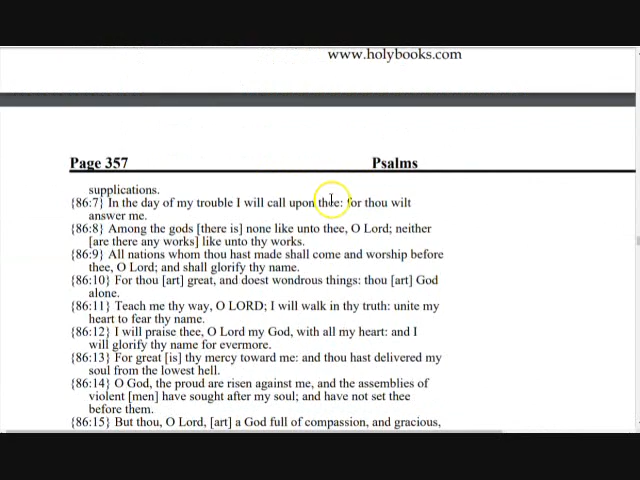 www.holybooks.com
Page 357 Psalms
supplications.
{86:7} In the day of my trouble I will call upon thee: for thou wilt
answer me.
{86:8} Among the gods [there is] none like unto thee, O Lord; neither
[are there any works] like unto thy works.
{86:9} All nations whom thou hast made shall come and worship before
thee, O Lord; and shall glorify thy name.
{86:10} For thou [art] great, and doest wondrous things: thou [art] God
alone.
{86:11} Teach me thy way, O LORD; I will walk in thy truth: unite my
heart to fear thy name.
{86:12} I will praise thee, O Lord my God, with all my heart: and I
will glorify thy name for evermore.
{86:13} For great [is] thy mercy toward me: and thou hast delivered my
soul from the lowest hell.
{86:14} O God, the proud are risen against me, and the assemblies of
violent [men] have sought after my soul; and have not set thee
before them.
{86:15} But thou, O Lord, [art] a God full of compassion, and gracious,